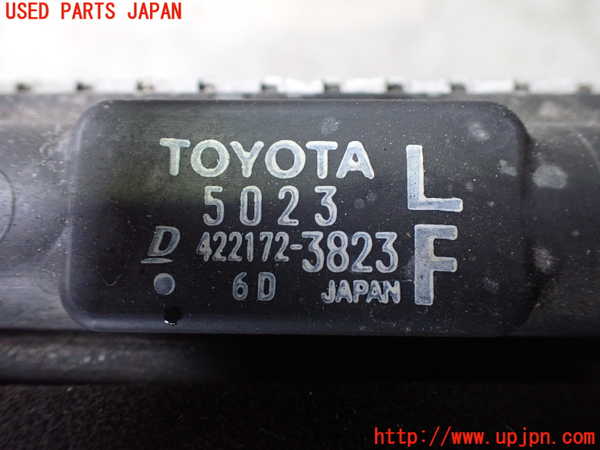 USED PARTS JAPAN
TOYOTA L
5023
D 422172-3823 F
6D JAPAN
http://www.upjpn.com/